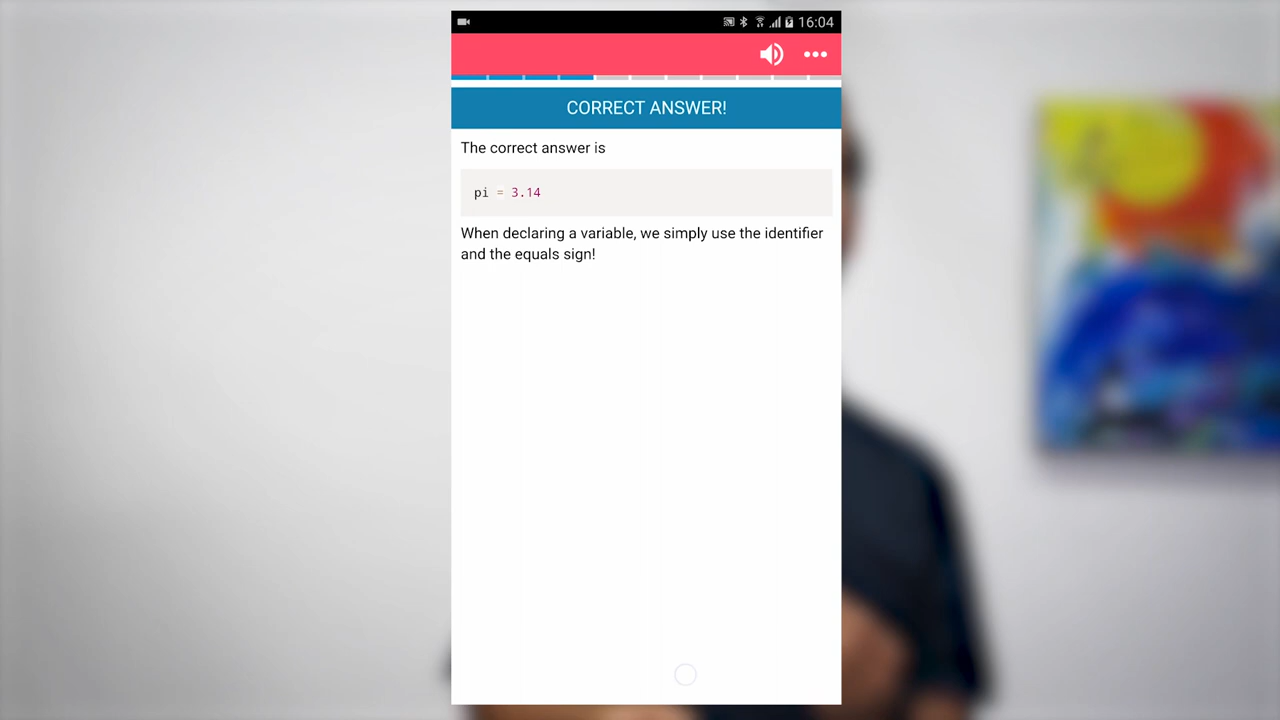 16:04
CORRECT ANSWER!
The correct answer is
pi = 3.14
When declaring a variable, we simply use the identifier
and the equals sign!